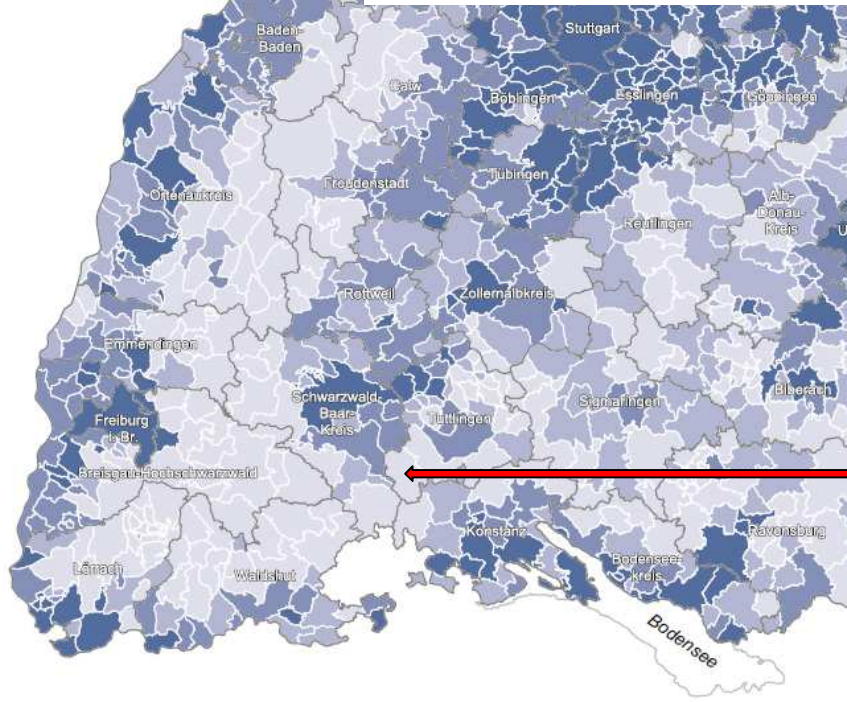 Baden-
Baden
Stuttgart
Calw
Böblingen
Esslingen
Göppingen
Ortenaukreis
Freudenstadt
Tübingen
Reutlingen
Alb-
Donau-
Kreis
U
Rottweil
Zollernalbkreis
Emmendingen
Freiburg
i. Br.
Schwarzwald-
Baar-
Kreis
Tuttlingen
Sigmaringen
Biberach
Breisgau-Hochschwarzwald
Konstanz
Ravensburg
Lörrach
Waldshut
Bodensee-
kreis
Bodensee